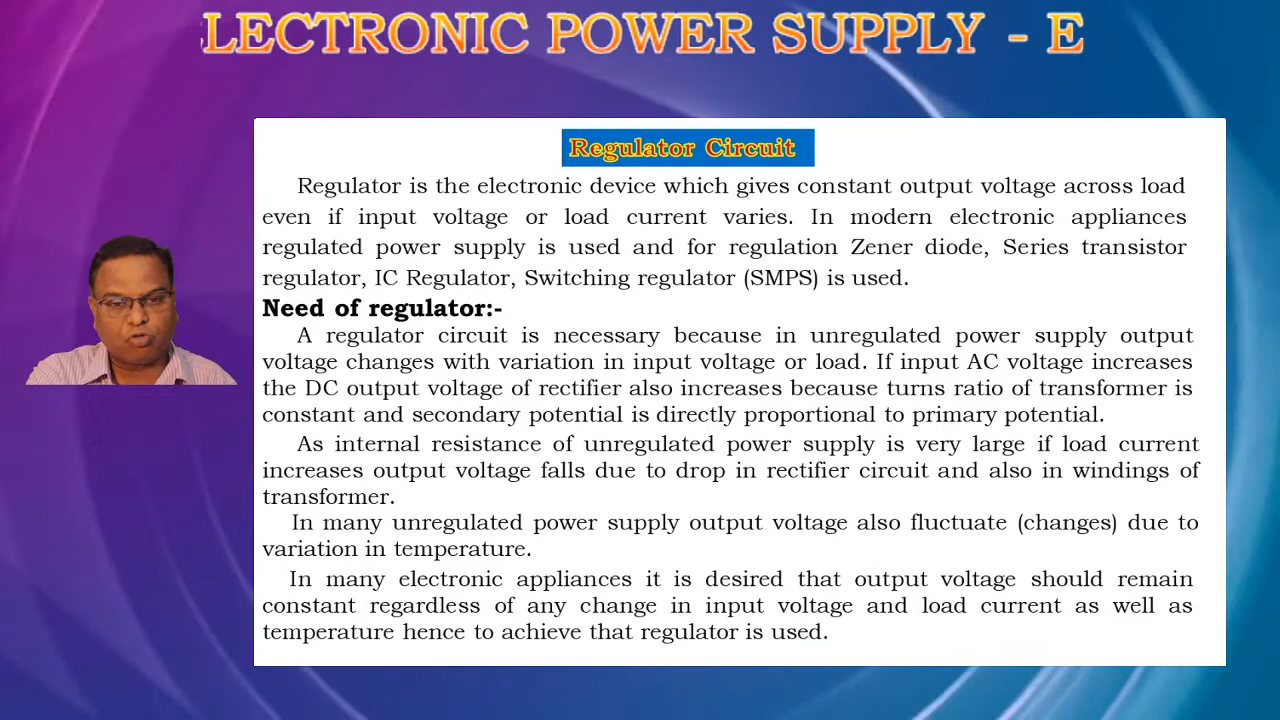 LECTRONIC POWER SUPPLY - E
Regulator Circuit
Regulator is the electronic device which gives constant output voltage across load
even if input voltage or load current varies. In modern electronic appliances
regulated power supply is used and for regulation Zener diode, Series transistor
regulator, IC Regulator, Switching regulator (SMPS) is used.
Need of regulator:-
A regulator circuit is necessary because in unregulated power supply output
voltage changes with variation in input voltage or load. If input AC voltage increases
the DC output voltage of rectifier also increases because turns ratio of transformer is
constant and secondary potential is directly proportional to primary potential.
As internal resistance of unregulated power supply is very large if load current
increases output voltage falls due to drop in rectifier circuit and also in windings of
transformer.
In many unregulated power supply output voltage also fluctuate (changes) due to
variation in temperature.
In many electronic appliances it is desired that output voltage should remain
constant regardless of any change in input voltage and load current as well as
temperature hence to achieve that regulator is used.